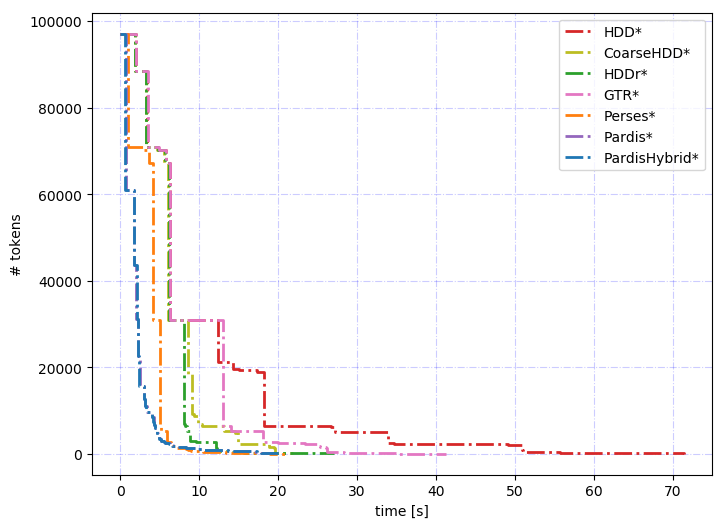 100000
80000
60000
40000
20000
0
# tokens
HDD*
CoarseHDD*
HDDr*
GTR*
Perses*
Pardis*
PardisHybrid*
0 10 20 30 40 50 60 70
time [s]